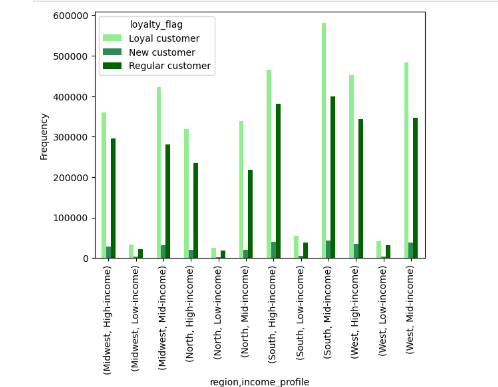 loyalty_flag
Loyal customer
New customer
Regular customer
600000
500000
400000
300000
200000
100000
0
Frequency
(Midwest, High-income)
(Midwest, Low-income)
(Midwest, Mid-income)
(North, High-income)
(North, Low-income)
(North, Mid-income)
(South, High-income)
(South, Low-income)
(South, Mid-income)
(West, High-income)
(West, Low-income)
(West, Mid-income)
region,income_profile